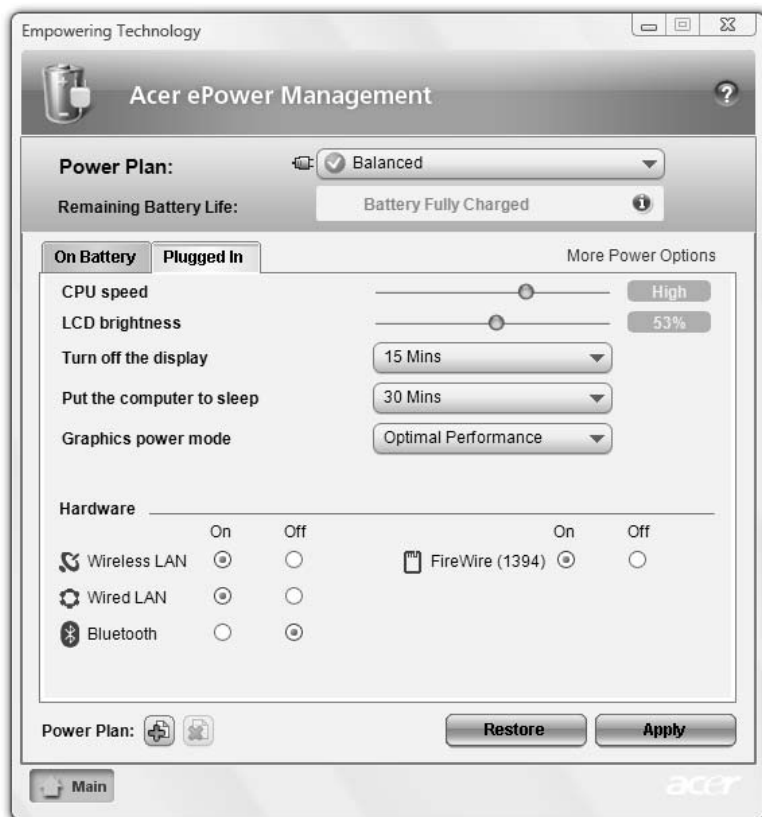 Empowering Technology
Acer ePower Management
?
Power Plan: Balanced
Remaining Battery Life: Battery Fully Charged
On Battery Plugged In More Power Options
CPU speed High
LCD brightness 53%
Turn off the display 15 Mins
Put the computer to sleep 30 Mins
Graphics power mode Optimal Performance
Hardware
On Off On Off
Wireless LAN FireWire (1394)
Wired LAN
Bluetooth
Power Plan: Restore Apply
Main acer